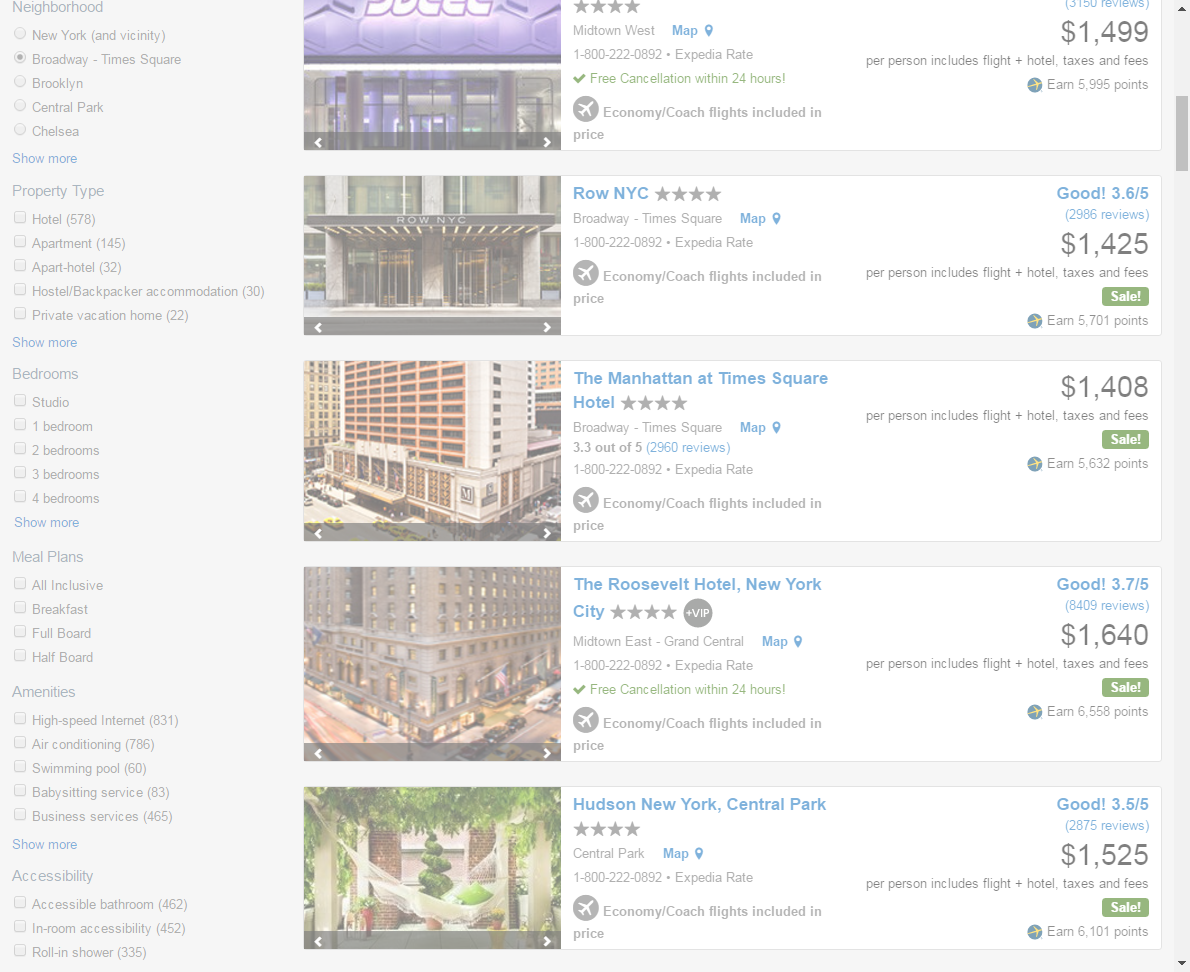 Neighborhood
New York (and vicinity)
Broadway - Times Square
Brooklyn
Central Park
Chelsea
Show more
Property Type
Hotel (578)
Apartment (145)
Apart-hotel (32)
Hostel/Backpacker accommodation (30)
Private vacation home (22)
Show more
Bedrooms
Studio
1 bedroom
2 bedrooms
3 bedrooms
4 bedrooms
Show more
Meal Plans
All Inclusive
Breakfast
Full Board
Half Board
Amenities
High-speed Internet (831)
Air conditioning (786)
Swimming pool (60)
Babysitting service (83)
Business services (465)
Show more
Accessibility
Accessible bathroom (462)
In-room accessibility (452)
Roll-in shower (335)
(3150 reviews)
Midtown West Map
$1,499
1-800-222-0892 • Expedia Rate
per person includes flight + hotel, taxes and fees
Free Cancellation within 24 hours!
Earn 5,995 points
Economy/Coach flights included in
price
ROW NYC
Row NYC
Good! 3.6/5
Broadway - Times Square Map
(2986 reviews)
1-800-222-0892 • Expedia Rate
$1,425
Economy/Coach flights included in
price
per person includes flight + hotel, taxes and fees
Sale!
Earn 5,701 points
The Manhattan at Times Square
Hotel
$1,408
Broadway - Times Square Map
per person includes flight + hotel, taxes and fees
3.3 out of 5 (2960 reviews)
Sale!
1-800-222-0892 • Expedia Rate
Earn 5,632 points
Economy/Coach flights included in
price
M
The Roosevelt Hotel, New York
City +VIP
Good! 3.7/5
(8409 reviews)
Midtown East - Grand Central Map
$1,640
1-800-222-0892 • Expedia Rate
per person includes flight + hotel, taxes and fees
Free Cancellation within 24 hours!
Sale!
Economy/Coach flights included in
price
Earn 6,558 points
Hudson New York, Central Park
Good! 3.5/5
(2875 reviews)
Central Park Map
$1,525
1-800-222-0892 • Expedia Rate
per person includes flight + hotel, taxes and fees
Economy/Coach flights included in
price
Sale!
Earn 6,101 points